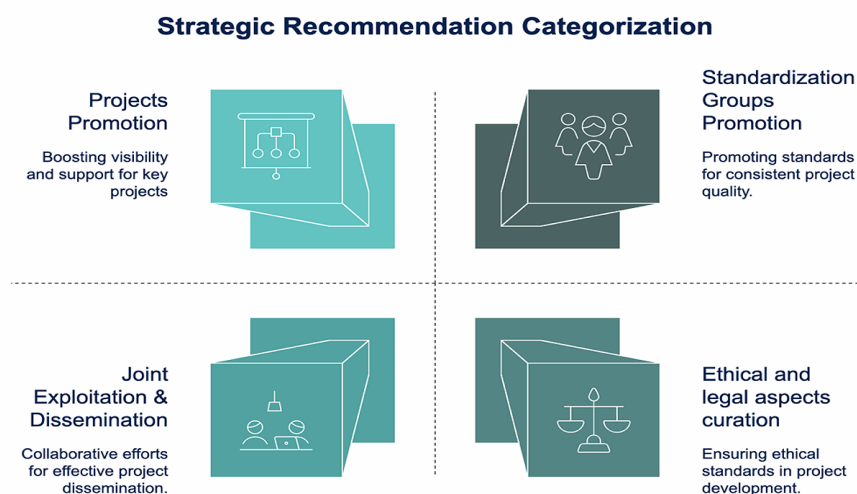 Strategic Recommendation Categorization
Projects
Promotion
Boosting visibility
and support for key
projects
Standardization
Groups
Promotion
Promoting standards
for consistent project
quality.
Joint
Exploitation &
Dissemination
Collaborative efforts
for effective project
dissemination.
Ethical and
legal aspects
curation
Ensuring ethical
standards in project
development.